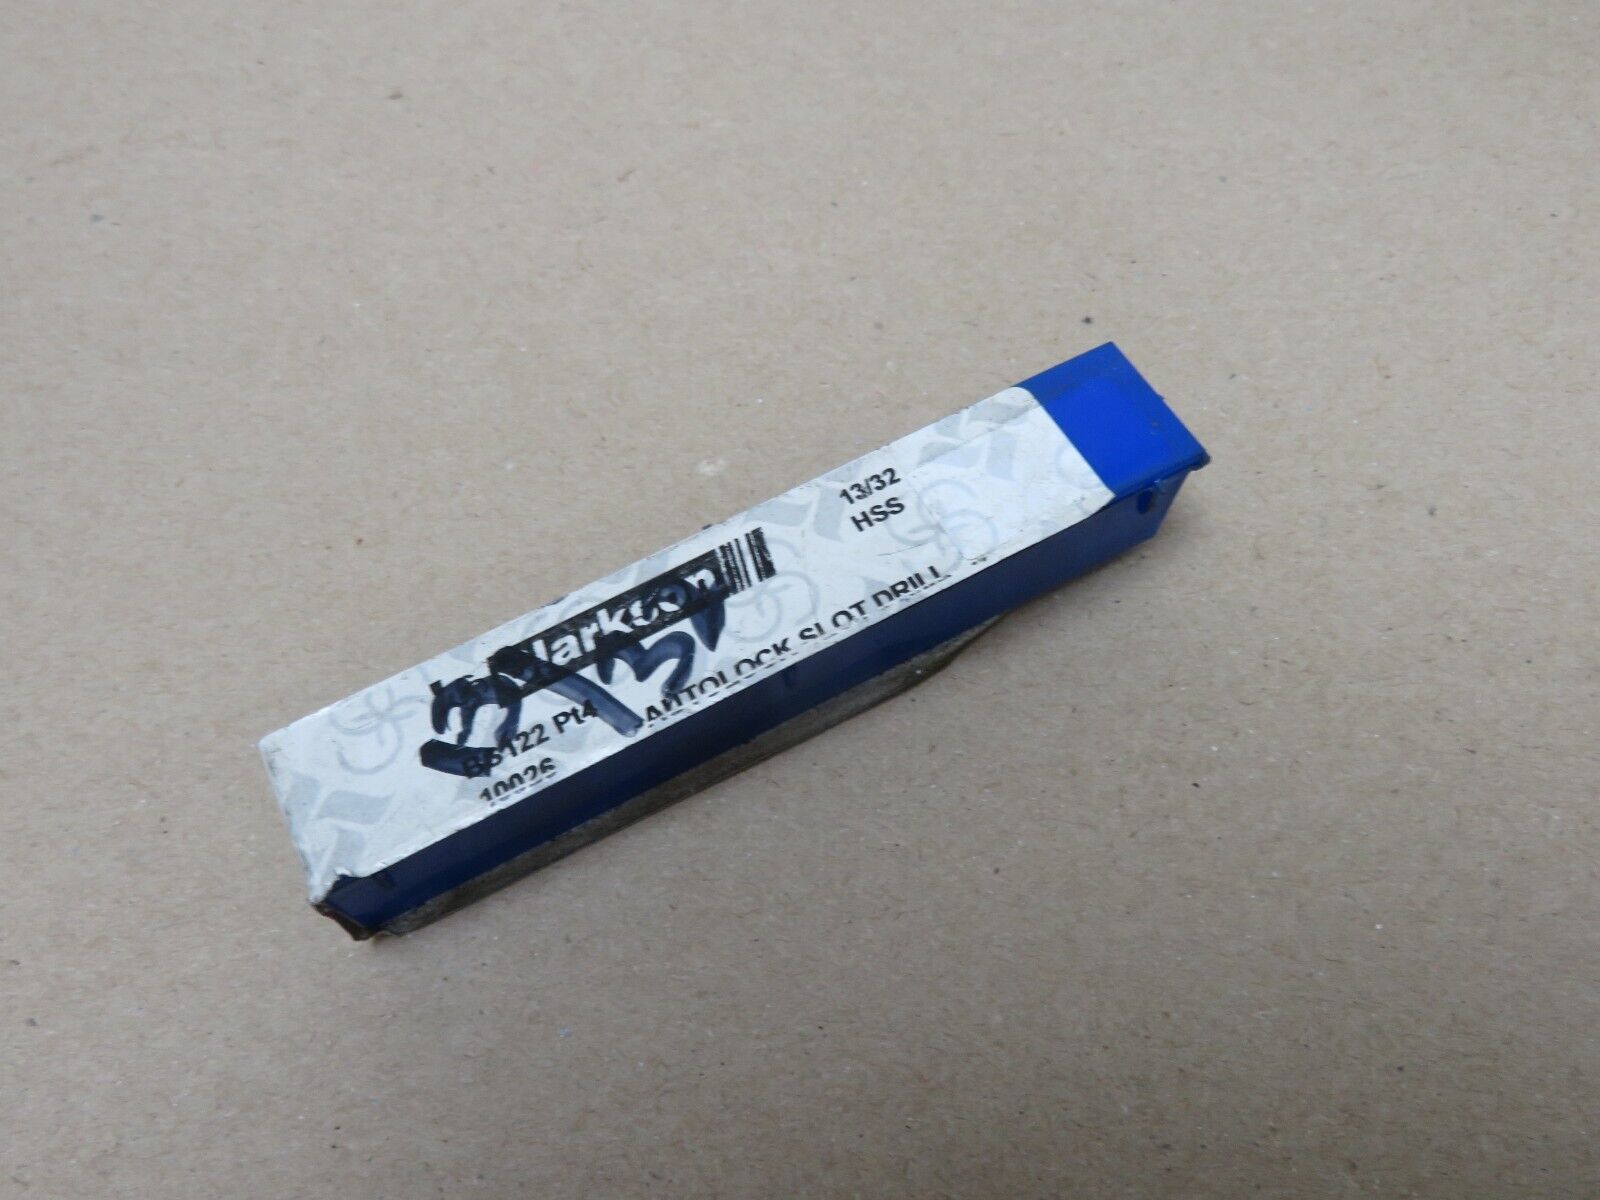 13/32
HSS
Clarkson
AUTOLOCK SLOT DRILL
BS122 Pt4
10026